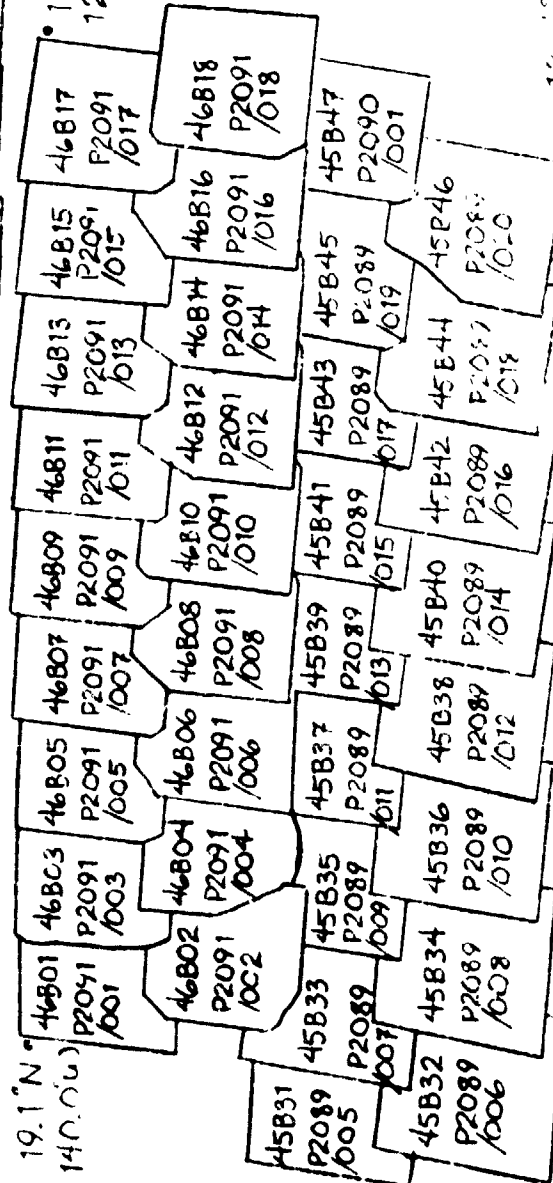 19.1°N
46B01
P2091
/001
46B03
P2091
/003
46B05
P2091
/005
46B07
P2091
/007
46B09
P2091
/009
46B11
P2091
/011
46B13
P2091
/013
46B15
P2091
/015
46B17
P2091
/017
46B02
P2091
/002
46B04
P2091
/004
46B06
P2091
/006
46B08
P2091
/008
46B10
P2091
/010
46B12
P2091
/012
46B14
P2091
/014
46B16
P2091
/016
46B18
P2091
/018
45B31
P2089
/005
45B33
P2089
/007
45B35
P2089
/009
45B37
P2089
/011
45B39
P2089
/013
45B41
P2089
/015
45B43
P2089
/017
45B45
P2089
/019
45B47
P2090
/001
45B32
P2089
/006
45B34
P2089
/008
45B36
P2089
/010
45B38
P2089
/012
45B40
P2089
/014
45B42
P2089
/016
45B44
P2089
/018
45B46
P2089
/020